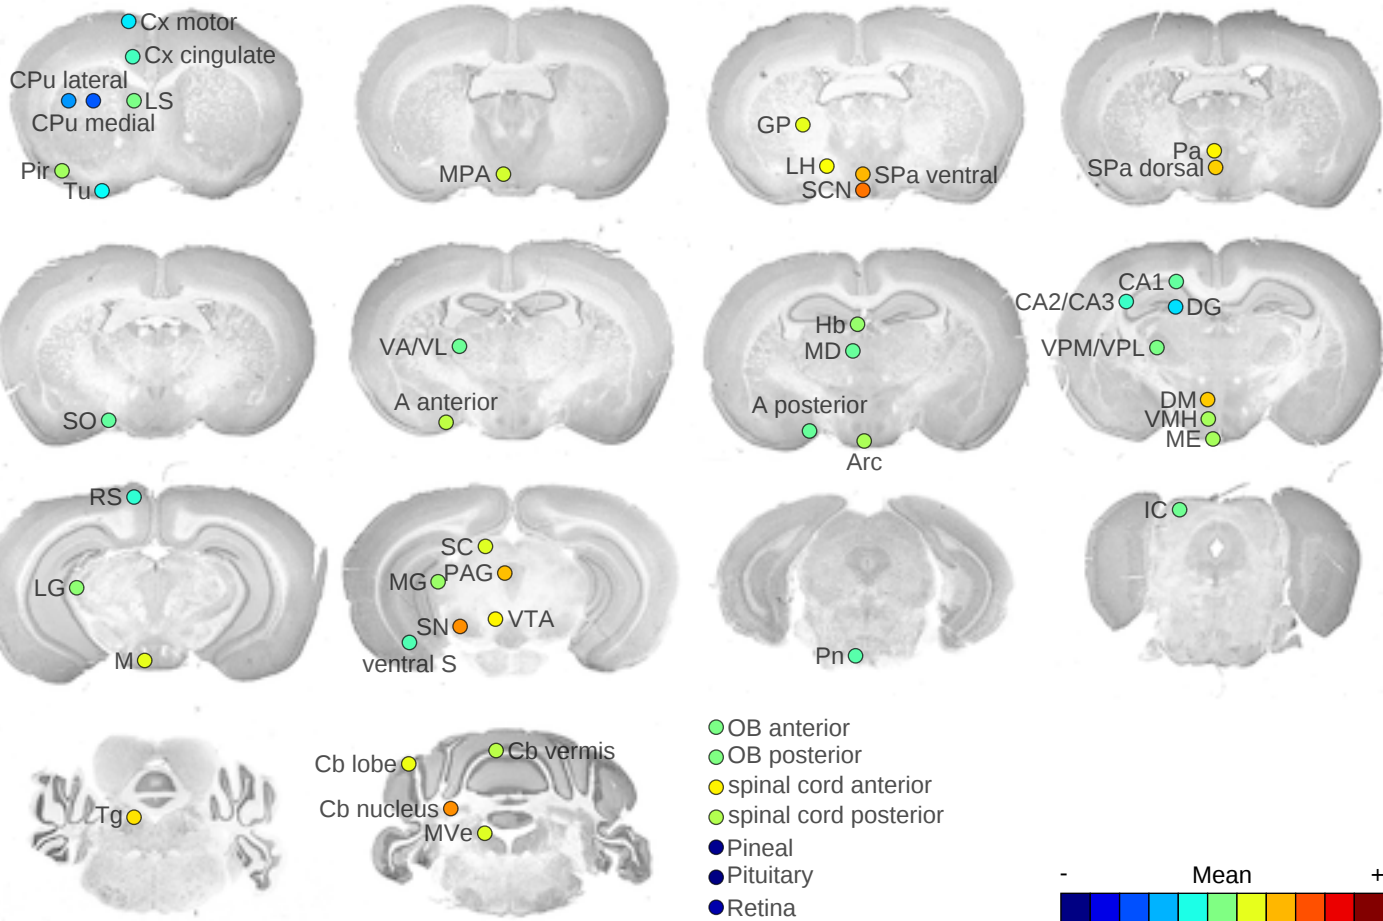 Cx motor
Cx cingulate
CPu lateral
LS
CPu medial
Pir
Tu
MPA
GP
LH
SPa ventral
SCN
Pa
SPa dorsal
SO
VA/VL
A anterior
Hb
MD
A posterior
Arc
CA1
CA2/CA3
DG
VPM/VPL
DM
VMH
ME
RS
LG
M
SC
PAG
MG
VTA
SN
ventral S
Pn
IC
Tg
Cb vermis
Cb lobe
Cb nucleus
MVe
OB anterior
OB posterior
spinal cord anterior
spinal cord posterior
Pineal
Pituitary
Retina
- Mean +